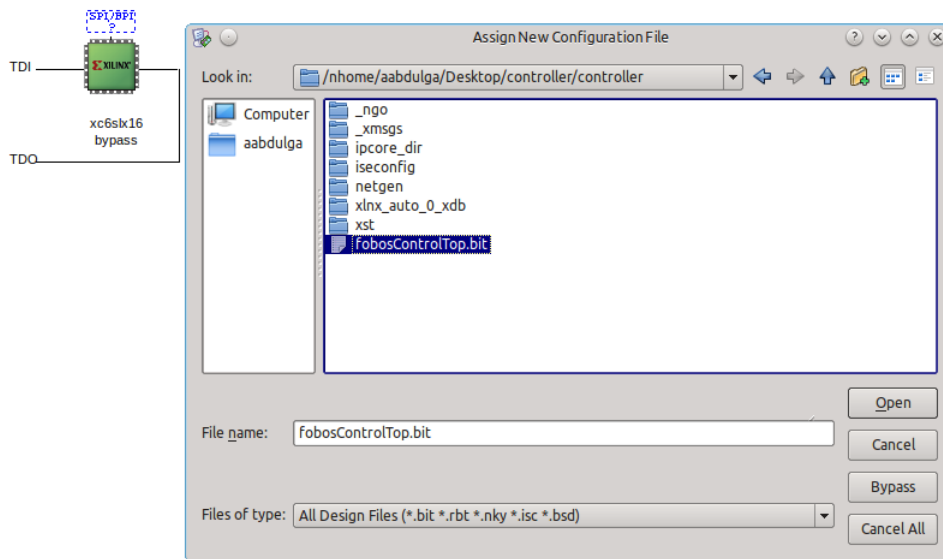 SPI/BPI
?
TDI
XILINX
xc6slx16
bypass
TDO
Assign New Configuration File
Look in:
/nhome/aabdulga/Desktop/controller/controller
Computer
aabdulga
_ngo
_xmsgs
ipcore_dir
iseconfig
netgen
xlnx_auto_0_xdb
xst
fobosControlTop.bit
File name:
fobosControlTop.bit
Files of type:
All Design Files (*.bit *.rbt *.nky *.isc *.bsd)
Open
Cancel
Bypass
Cancel All